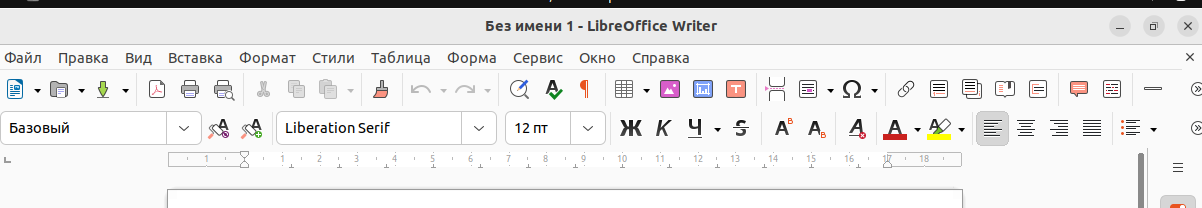 Без имени 1 - LibreOffice Writer
Файл Правка Вид Вставка Формат Стили Таблица Форма Сервис Окно Справка
Базовый Liberation Serif 12 пт Ж К Ч S
1 1 2 3 4 5 6 7 8 9 10 11 12 13 14 15 16 17 18